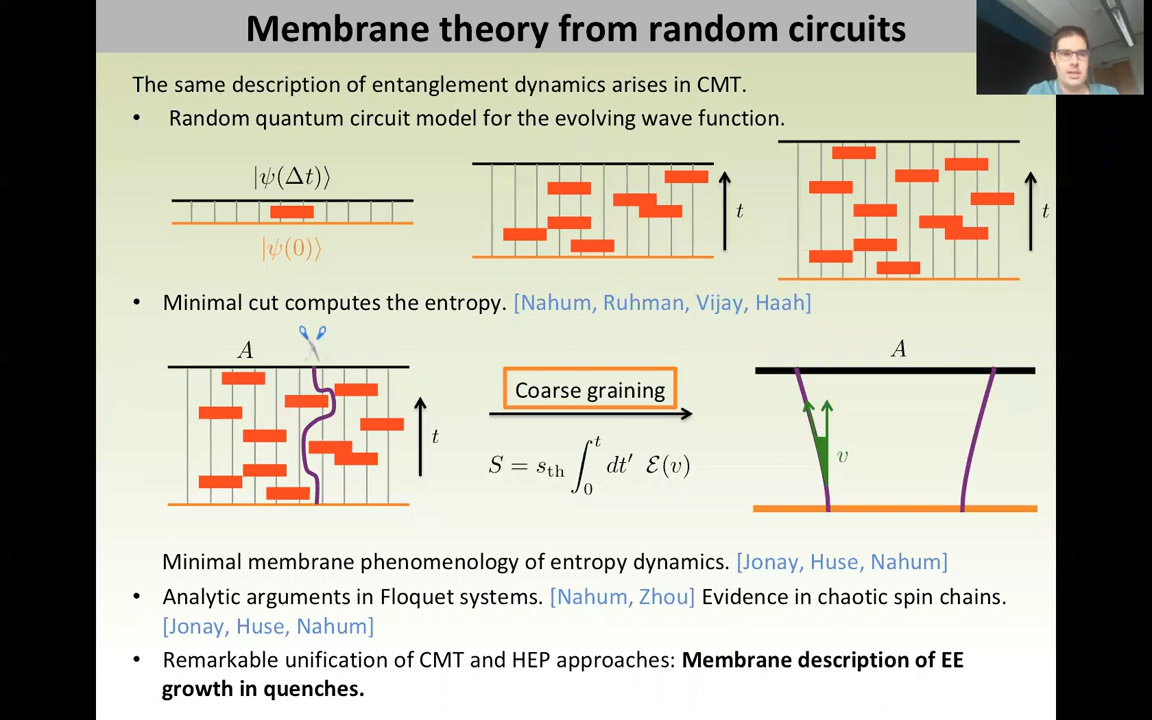 Membrane theory from random circuits
The same description of entanglement dynamics arises in CMT.
• Random quantum circuit model for the evolving wave function.
|ψ(Δt)⟩
|ψ(0)⟩
t
t
• Minimal cut computes the entropy. [Nahum, Ruhman, Vijay, Haah]
A
t
Coarse graining
S = s_th ∫_0^t dt′ ℰ(v)
A
v
Minimal membrane phenomenology of entropy dynamics. [Jonay, Huse, Nahum]
• Analytic arguments in Floquet systems. [Nahum, Zhou] Evidence in chaotic spin chains.
[Jonay, Huse, Nahum]
• Remarkable unification of CMT and HEP approaches: Membrane description of EE
growth in quenches.